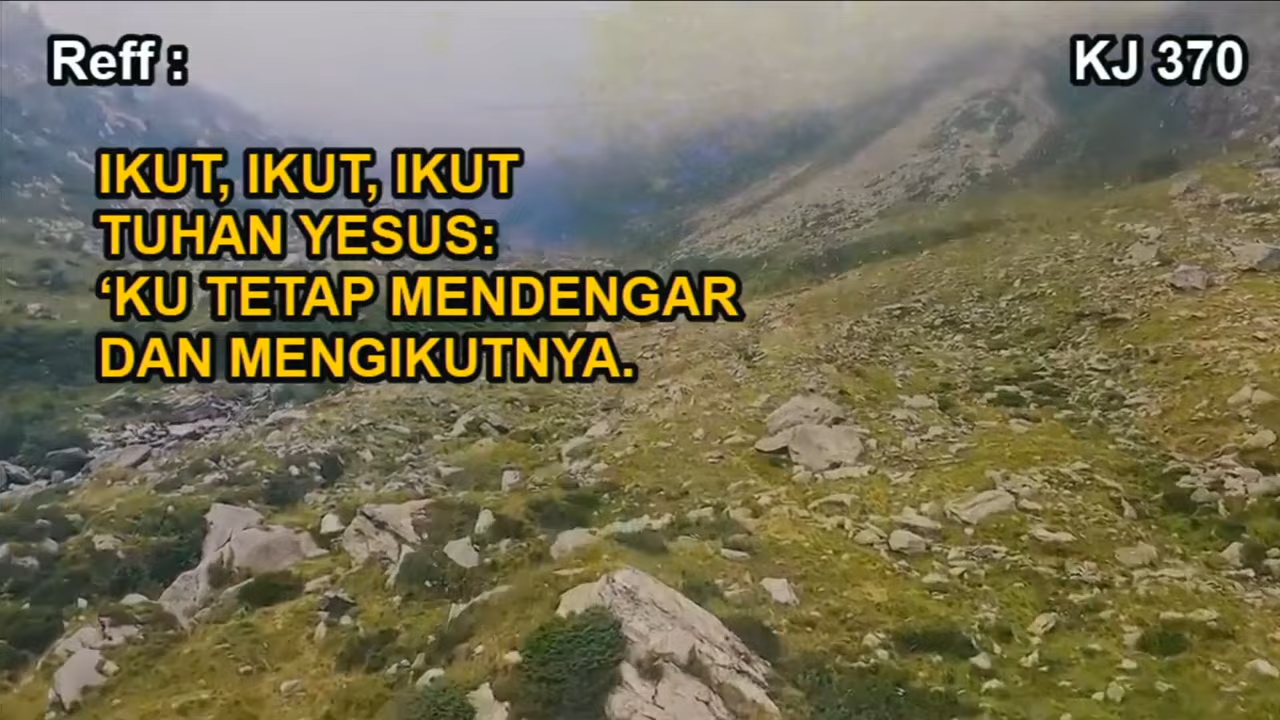 Reff :
KJ 370
IKUT, IKUT, IKUT
TUHAN YESUS:
‘KU TETAP MENDENGAR
DAN MENGIKUTNYA.